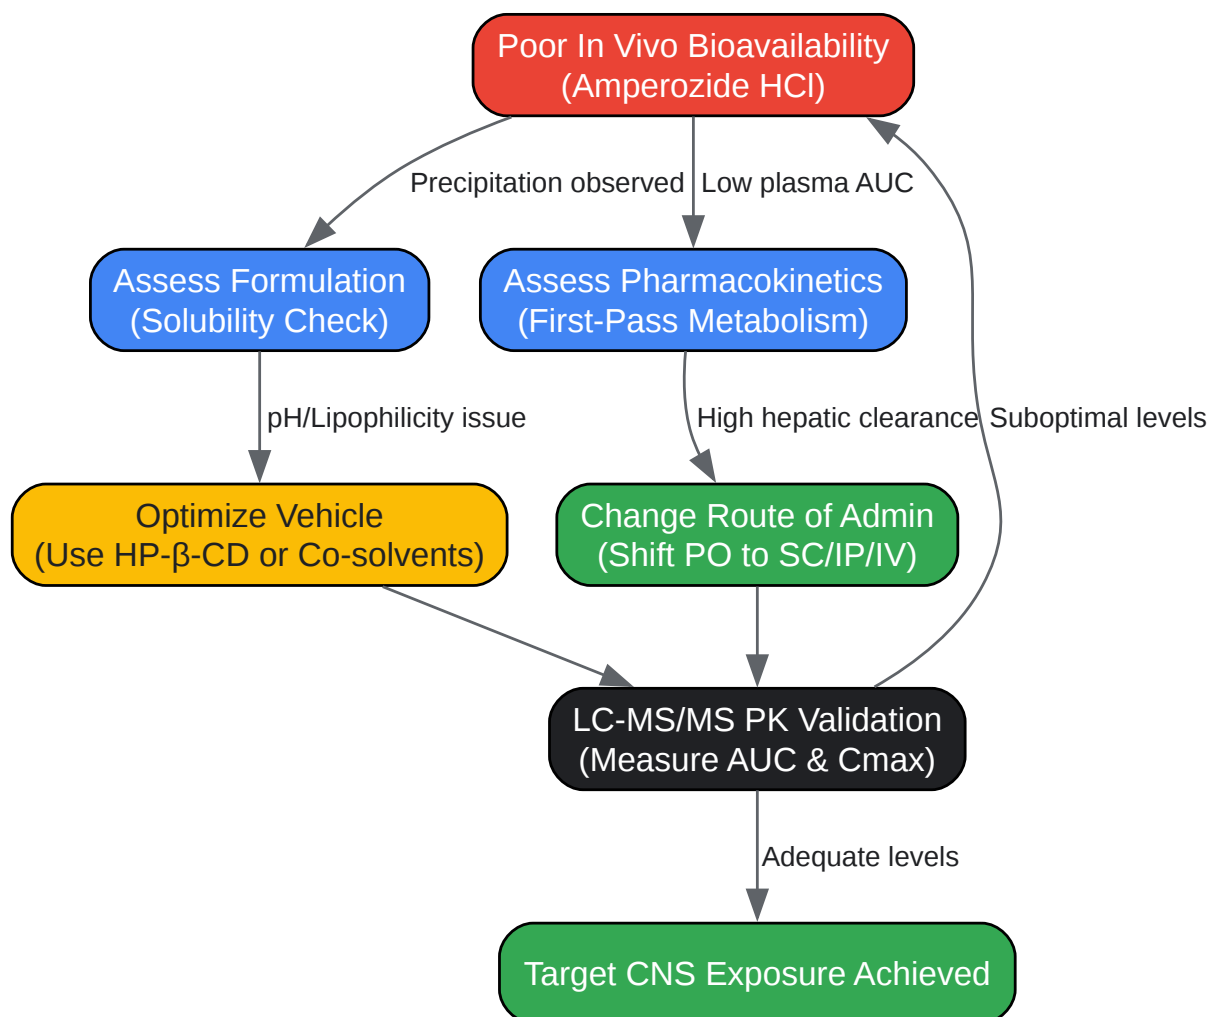 Poor In Vivo Bioavailability
(Amperozide HCl)
Precipitation observed
Low plasma AUC
Assess Formulation
(Solubility Check)
Assess Pharmacokinetics
(First-Pass Metabolism)
pH/Lipophilicity issue
High hepatic clearance
Suboptimal levels
Optimize Vehicle
(Use HP-β-CD or Co-solvents)
Change Route of Admin
(Shift PO to SC/IP/IV)
LC-MS/MS PK Validation
(Measure AUC & Cmax)
Adequate levels
Target CNS Exposure Achieved